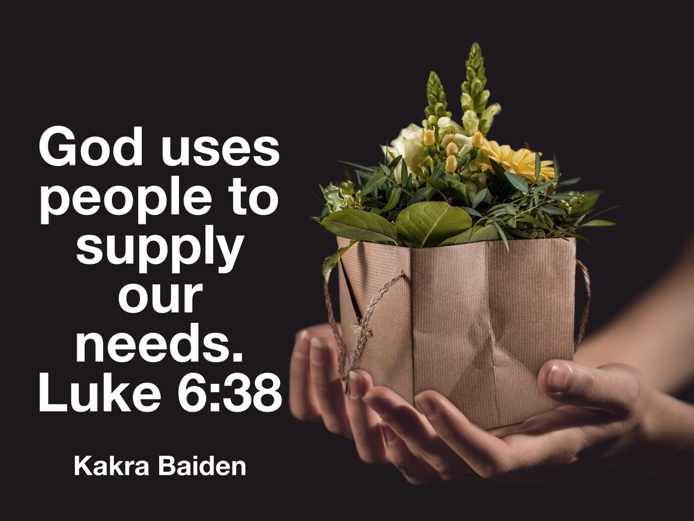 God uses
people to
supply
our
needs.
Luke 6:38
Kakra Baiden